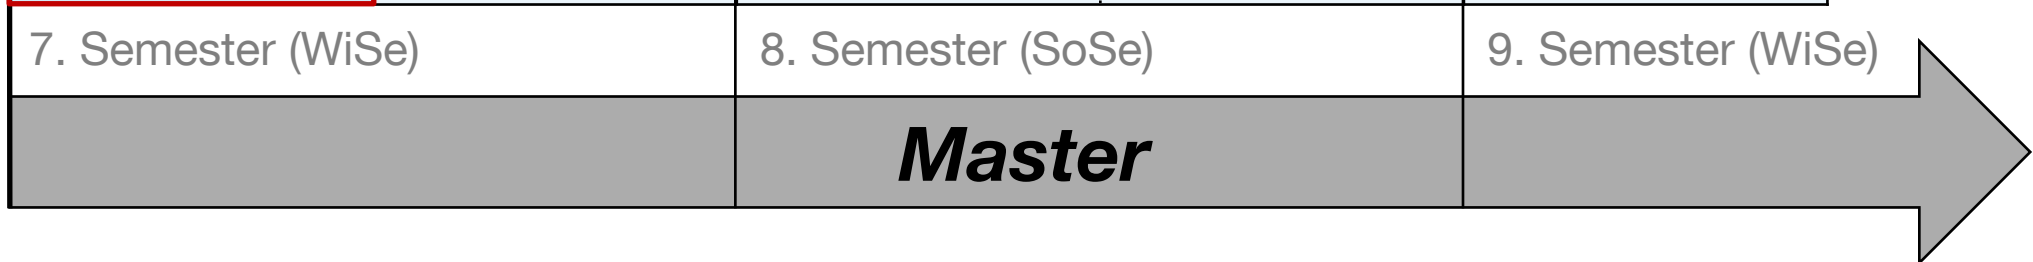 7. Semester (WiSe) 8. Semester (SoSe) 9. Semester (WiSe)
Master